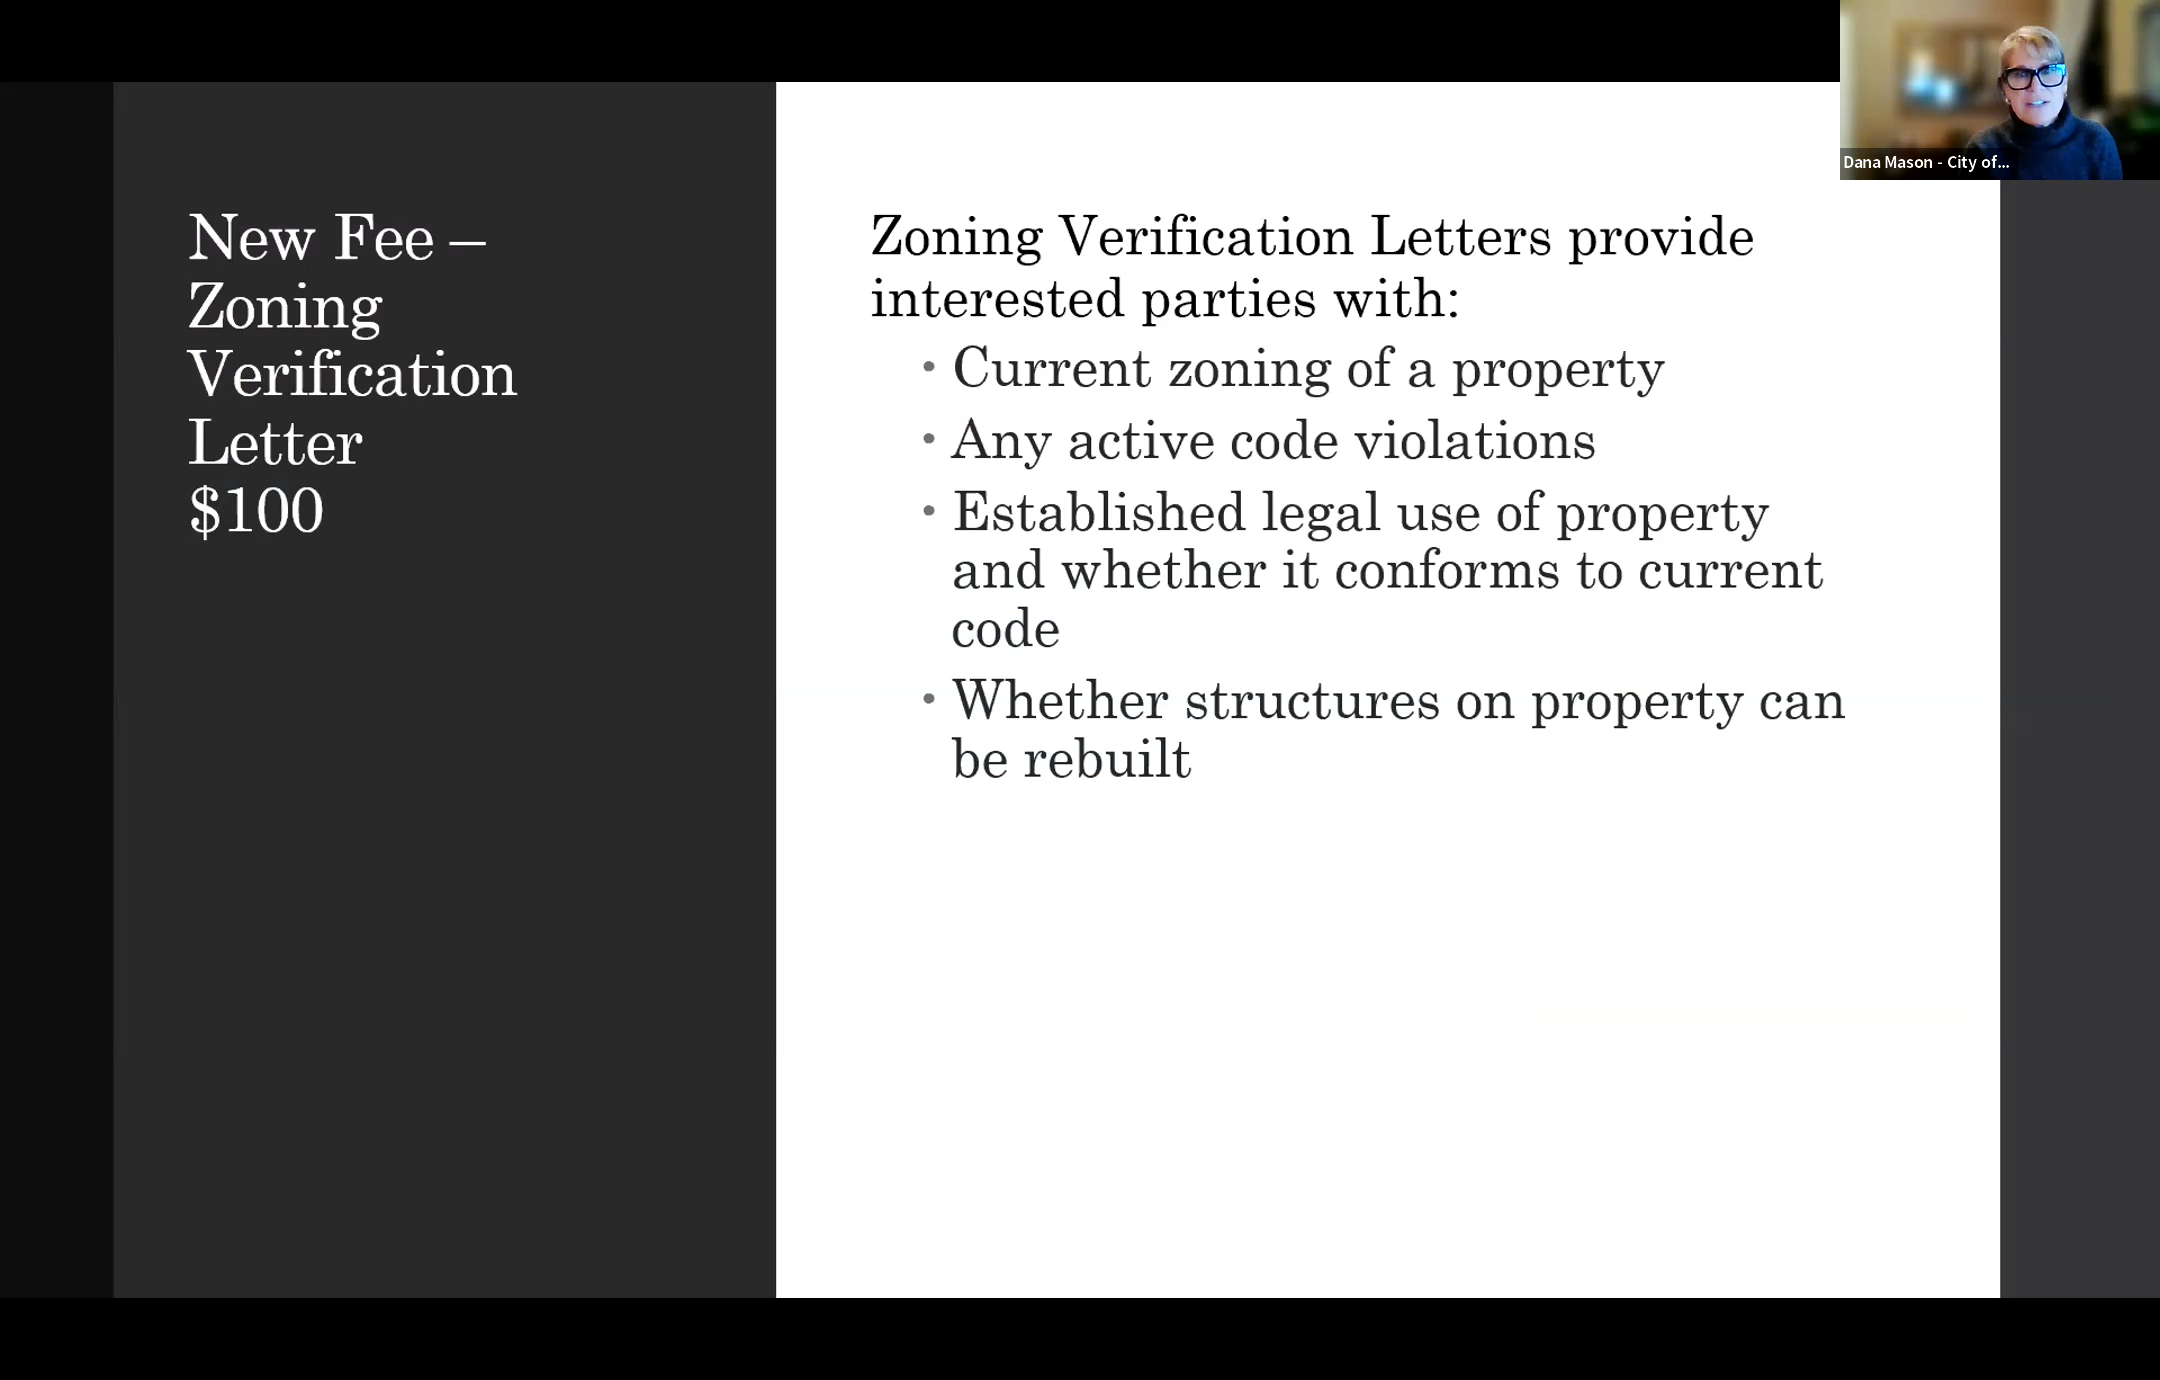 New Fee –
Zoning
Verification
Letter
$100
Zoning Verification Letters provide
interested parties with:
• Current zoning of a property
• Any active code violations
• Established legal use of property
and whether it conforms to current
code
• Whether structures on property can
be rebuilt
Dana Mason - City of...